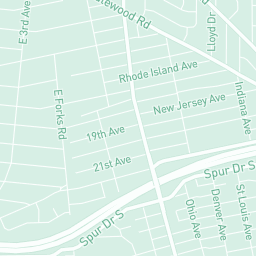 E 3rd Ave
Rd
Lloyd D
Rhode Island Ave
E Forks Rd
New Jersey Ave
Indiana Ave
19th Ave
21st Ave
Spur Dr S
Spur Dr S
Ohio Ave
Denver Ave
St Louis Ave